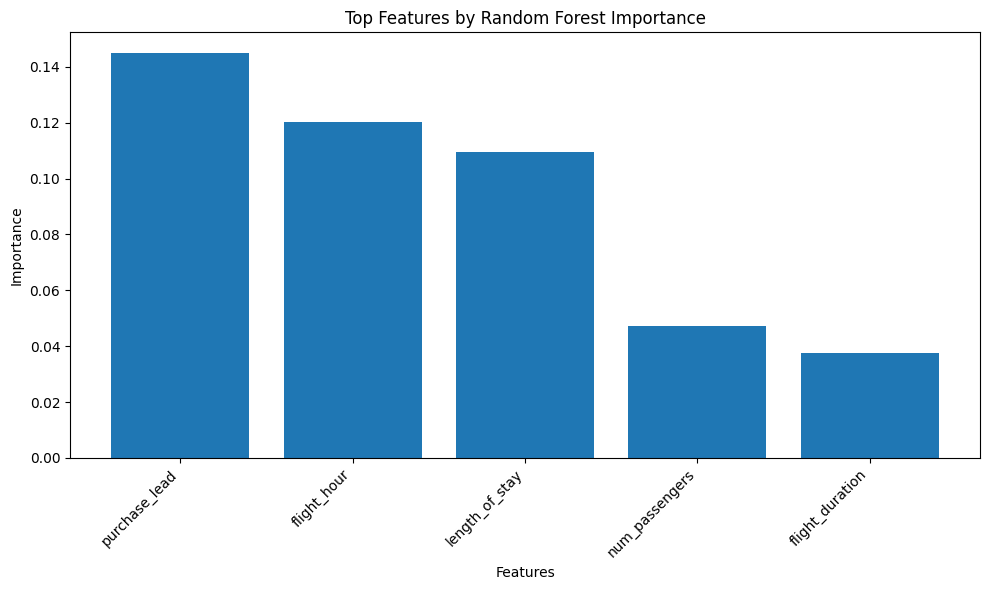 Top Features by Random Forest Importance
Importance
0.14
0.12
0.10
0.08
0.06
0.04
0.02
0.00
purchase_lead
flight_hour
length_of_stay
num_passengers
flight_duration
Features